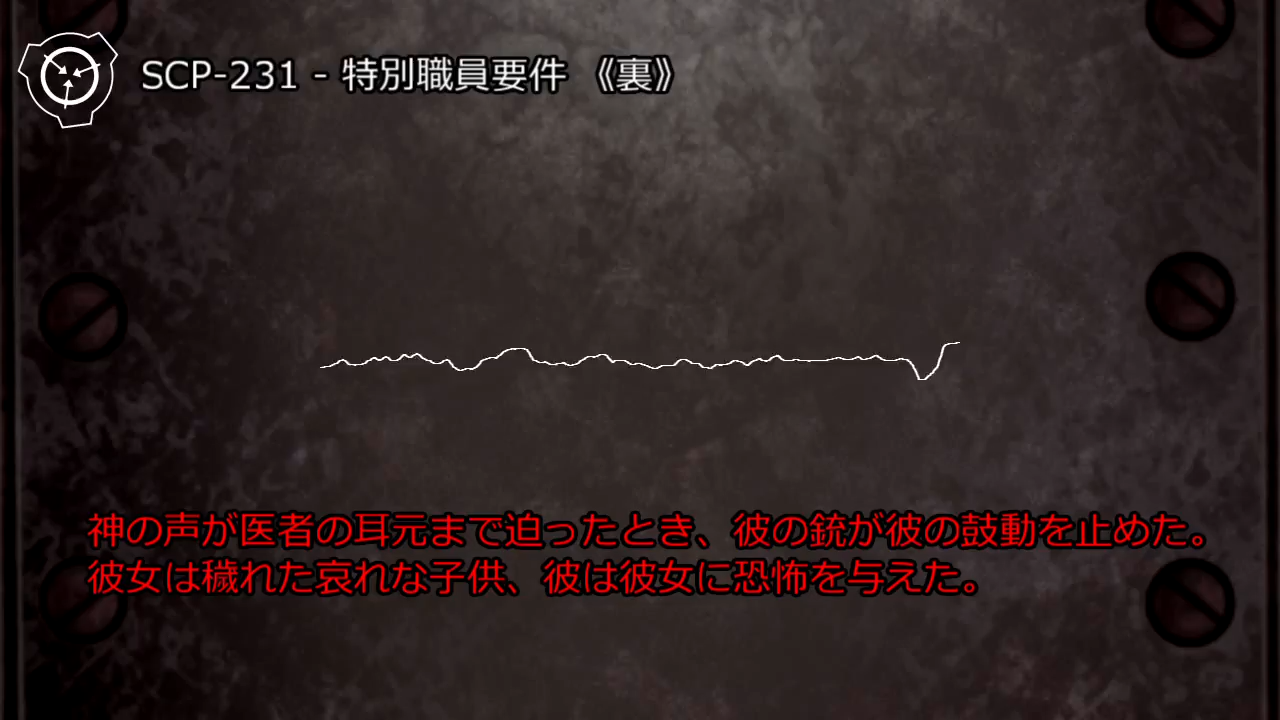 SCP-231 - 特別職員要件 《裏》
神の声が医者の耳元まで迫ったとき、彼の銃が彼の鼓動を止めた。
彼女は穢れた哀れな子供、彼は彼女に恐怖を与えた。